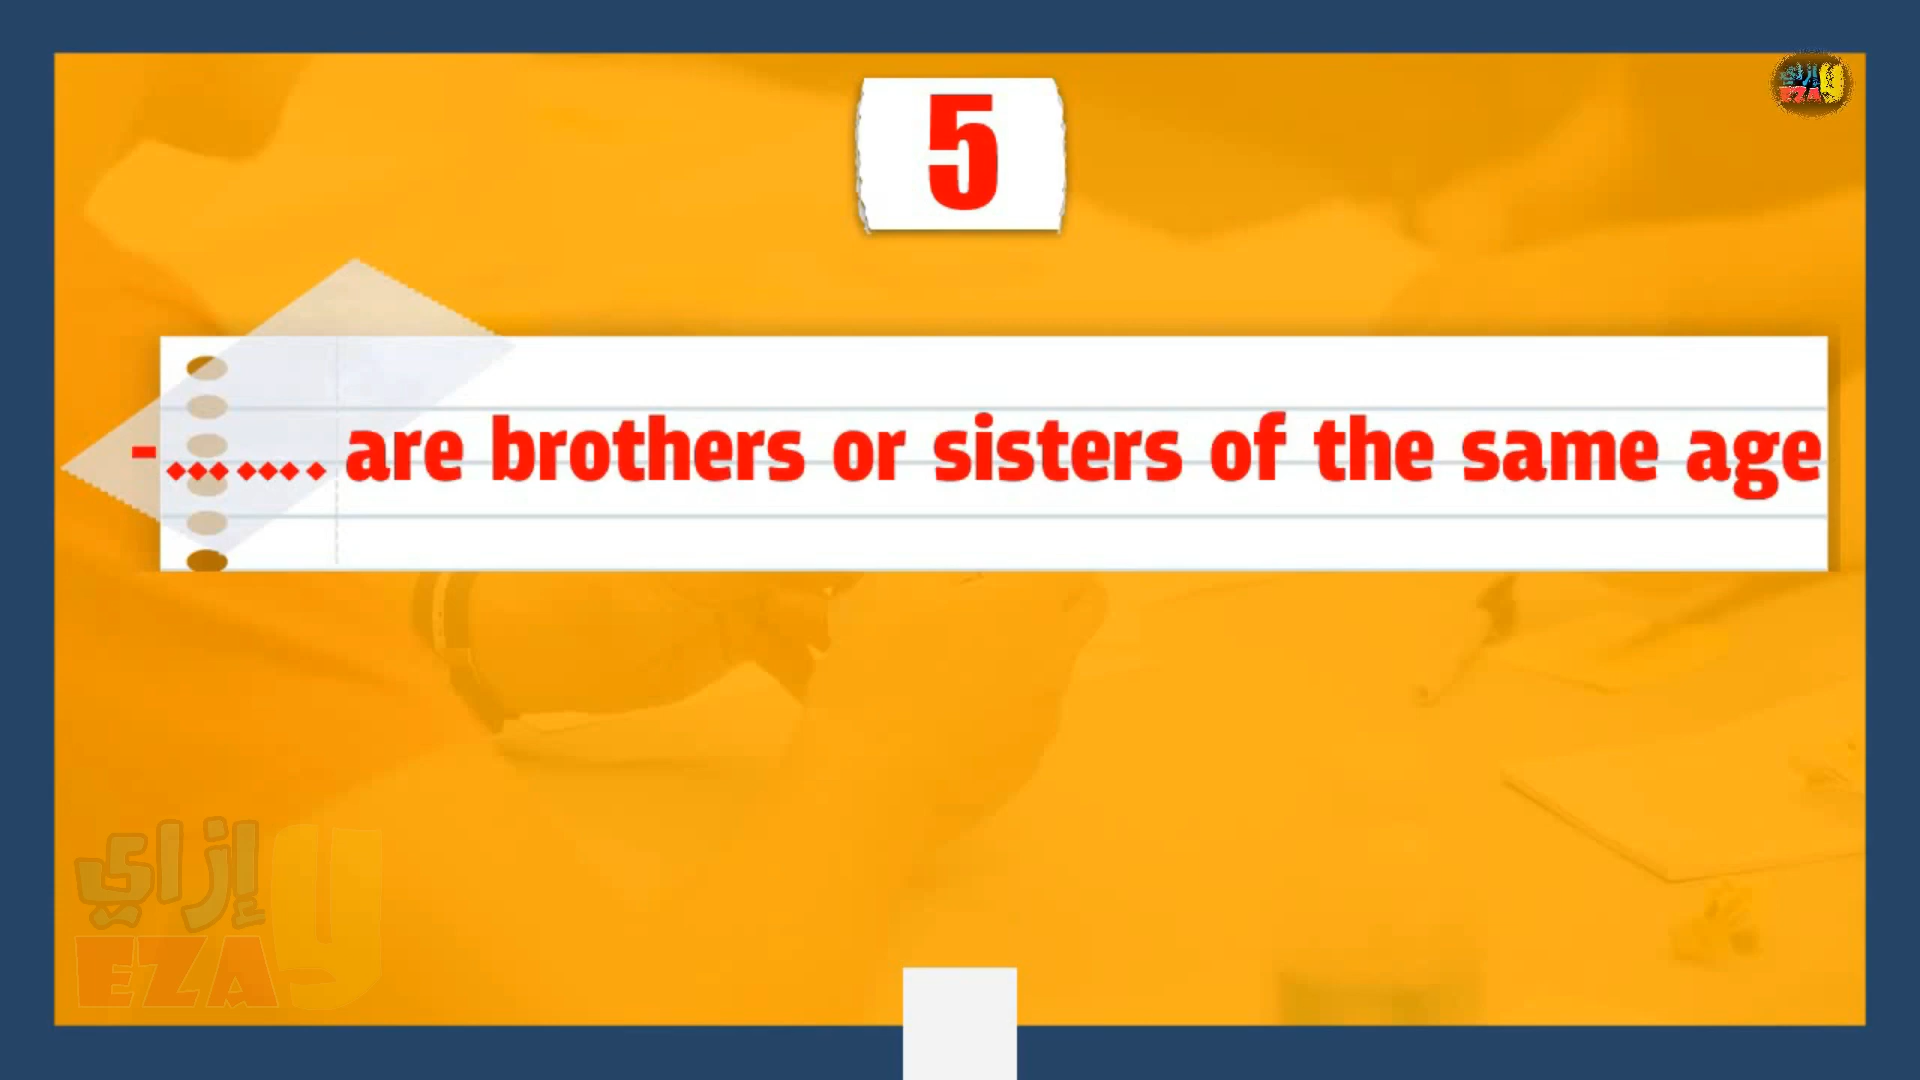 5
-....... are brothers or sisters of the same age
إزاي
EZAy